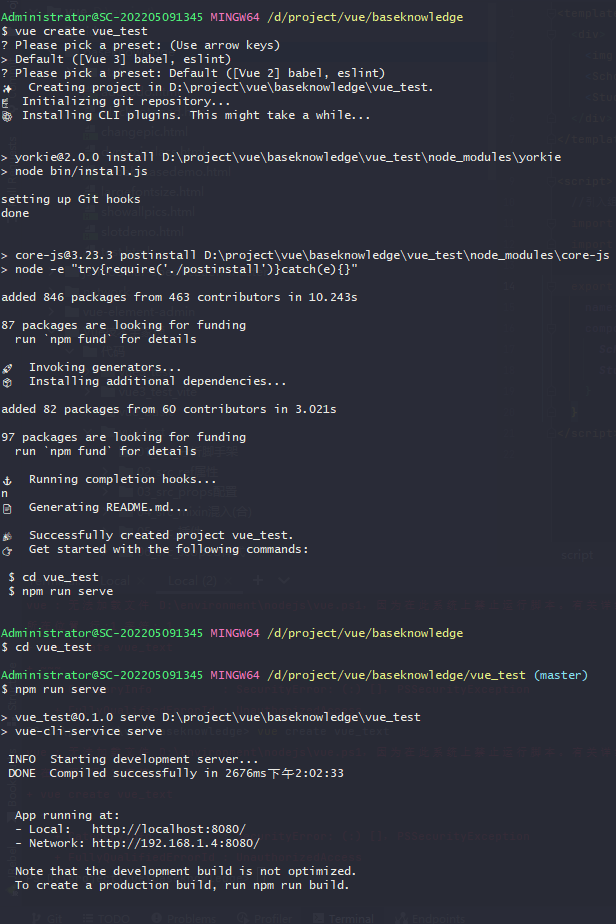 Administrator@SC-202205091345 MINGW64 /d/project/vue/baseknowledge
$ vue create vue_test
? Please pick a preset: (Use arrow keys)
> Default ([Vue 3] babel, eslint)
? Please pick a preset: Default ([Vue 2] babel, eslint)
Creating project in D:\project\vue\baseknowledge\vue_test.
Initializing git repository...
Installing CLI plugins. This might take a while...
> yorkie@2.0.0 install D:\project\vue\baseknowledge\vue_test\node_modules\yorkie
> node bin/install.js
setting up Git hooks
done
> core-js@3.23.3 postinstall D:\project\vue\baseknowledge\vue_test\node_modules\core-js
> node -e "try{require('./postinstall')}catch(e){}"
added 846 packages from 463 contributors in 10.243s
87 packages are looking for funding
run `npm fund` for details
Invoking generators...
Installing additional dependencies...
added 82 packages from 60 contributors in 3.021s
97 packages are looking for funding
run `npm fund` for details
Running completion hooks...
n
Generating README.md...
Successfully created project vue_test.
Get started with the following commands:
$ cd vue_test
$ npm run serve
Administrator@SC-202205091345 MINGW64 /d/project/vue/baseknowledge
$ cd vue_test
Administrator@SC-202205091345 MINGW64 /d/project/vue/baseknowledge/vue_test (master)
$ npm run serve
> vue_test@0.1.0 serve D:\project\vue\baseknowledge\vue_test
> vue-cli-service serve
INFO  Starting development server...
DONE  Compiled successfully in 2676ms下午2:02:33
App running at:
- Local:   http://localhost:8080/
- Network: http://192.168.1.4:8080/
Note that the development build is not optimized.
To create a production build, run npm run build.